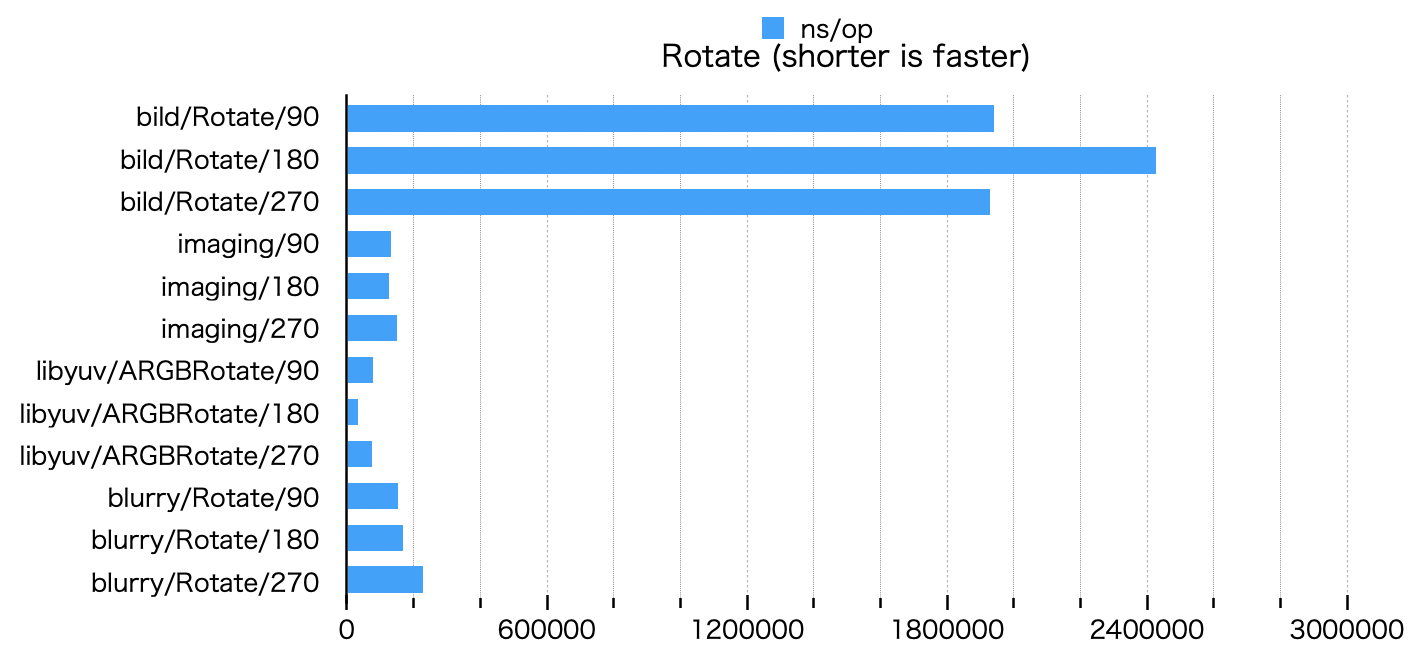 ns/op
Rotate (shorter is faster)
bild/Rotate/90
bild/Rotate/180
bild/Rotate/270
imaging/90
imaging/180
imaging/270
libyuv/ARGBRotate/90
libyuv/ARGBRotate/180
libyuv/ARGBRotate/270
blurry/Rotate/90
blurry/Rotate/180
blurry/Rotate/270
0 600000 1200000 1800000 2400000 3000000